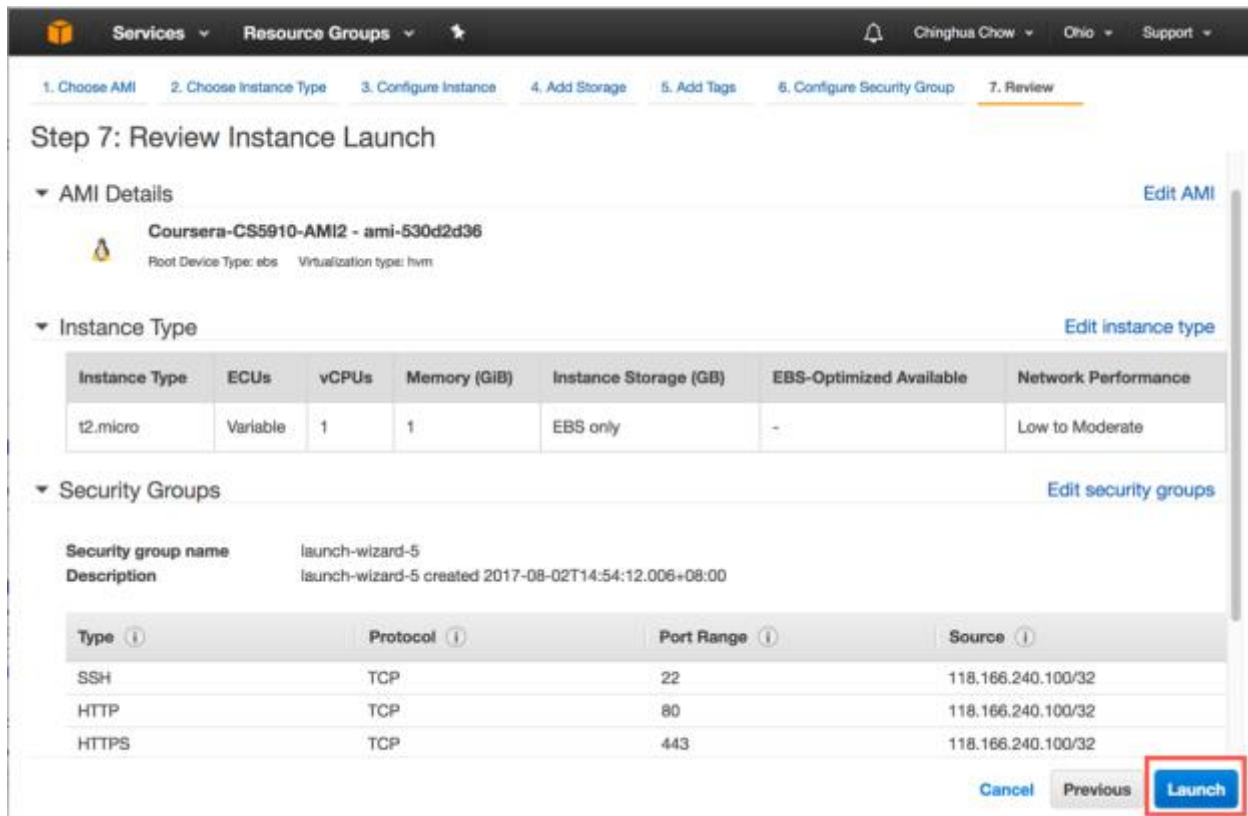 Services Resource Groups Chinghua Chow Ohio Support
1. Choose AMI 2. Choose Instance Type 3. Configure Instance 4. Add Storage 5. Add Tags 6. Configure Security Group 7. Review
Step 7: Review Instance Launch
AMI Details Edit AMI
Coursera-CS5910-AMI2 - ami-530d2d36
Root Device Type: ebs Virtualization type: hvm
Instance Type Edit instance type
Instance Type ECUs vCPUs Memory (GiB) Instance Storage (GB) EBS-Optimized Available Network Performance
t2.micro Variable 1 1 EBS only - Low to Moderate
Security Groups Edit security groups
Security group name launch-wizard-5
Description launch-wizard-5 created 2017-08-02T14:54:12.006+08:00
Type Protocol Port Range Source
SSH TCP 22 118.166.240.100/32
HTTP TCP 80 118.166.240.100/32
HTTPS TCP 443 118.166.240.100/32
Cancel Previous Launch